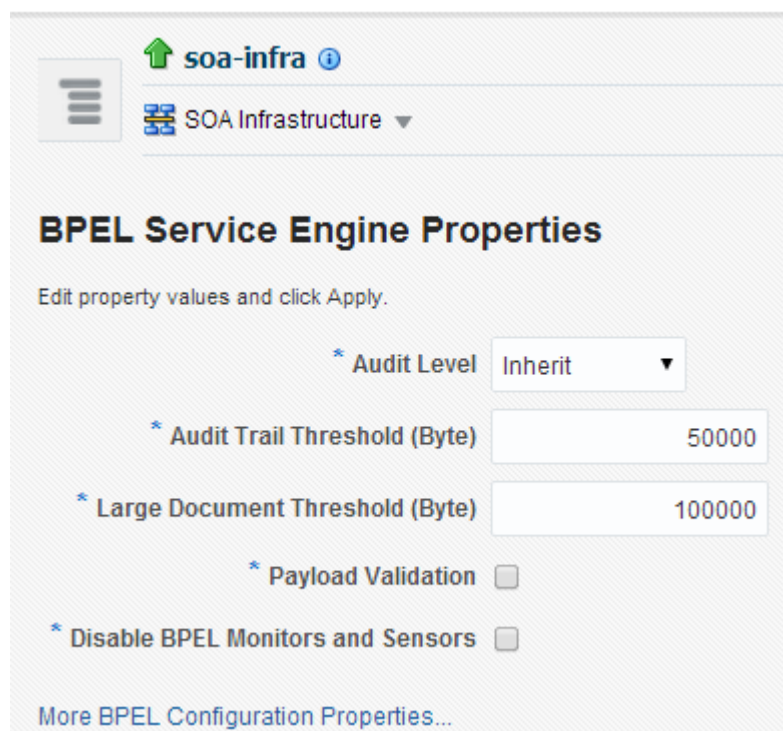 soa-infra
SOA Infrastructure
BPEL Service Engine Properties
Edit property values and click Apply.
* Audit Level Inherit
* Audit Trail Threshold (Byte) 50000
* Large Document Threshold (Byte) 100000
* Payload Validation
* Disable BPEL Monitors and Sensors
More BPEL Configuration Properties...